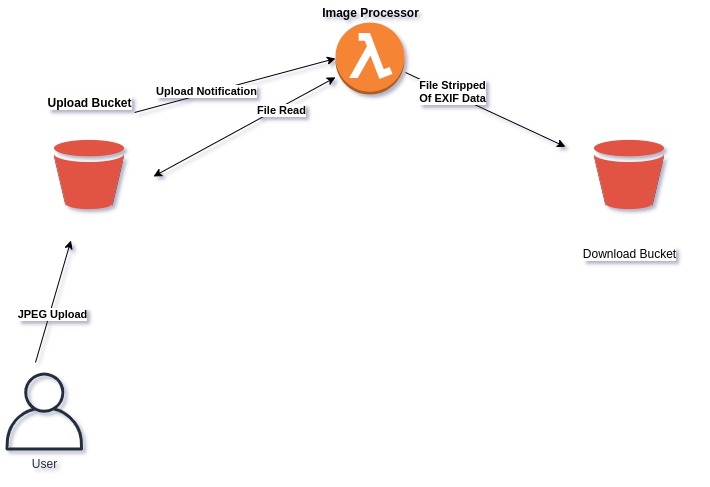 Image Processor
Upload Notification
File Stripped
Of EXIF Data
Upload Bucket
File Read
Download Bucket
JPEG Upload
User